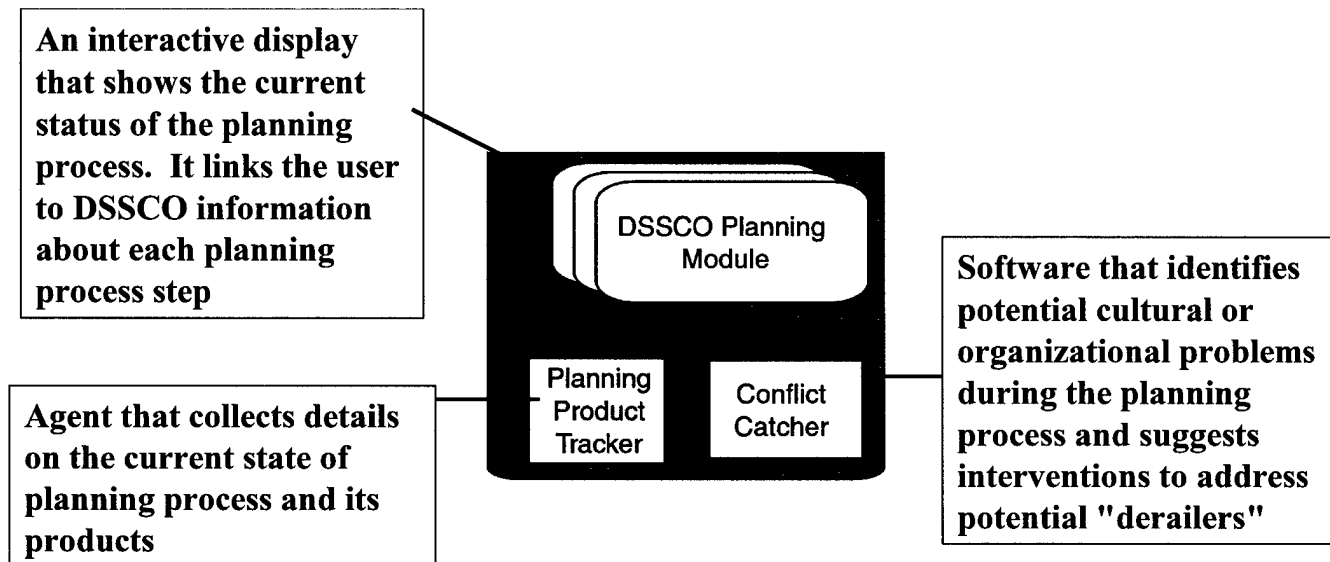 An interactive display
that shows the current
status of the planning
process.  It links the user
to DSSCO information
about each planning
process step
DSSCO Planning
Module
Software that identifies
potential cultural or
organizational problems
during the planning
process and suggests
interventions to address
potential "derailers"
Planning
Product
Tracker
Conflict
Catcher
Agent that collects details
on the current state of
planning process and its
products